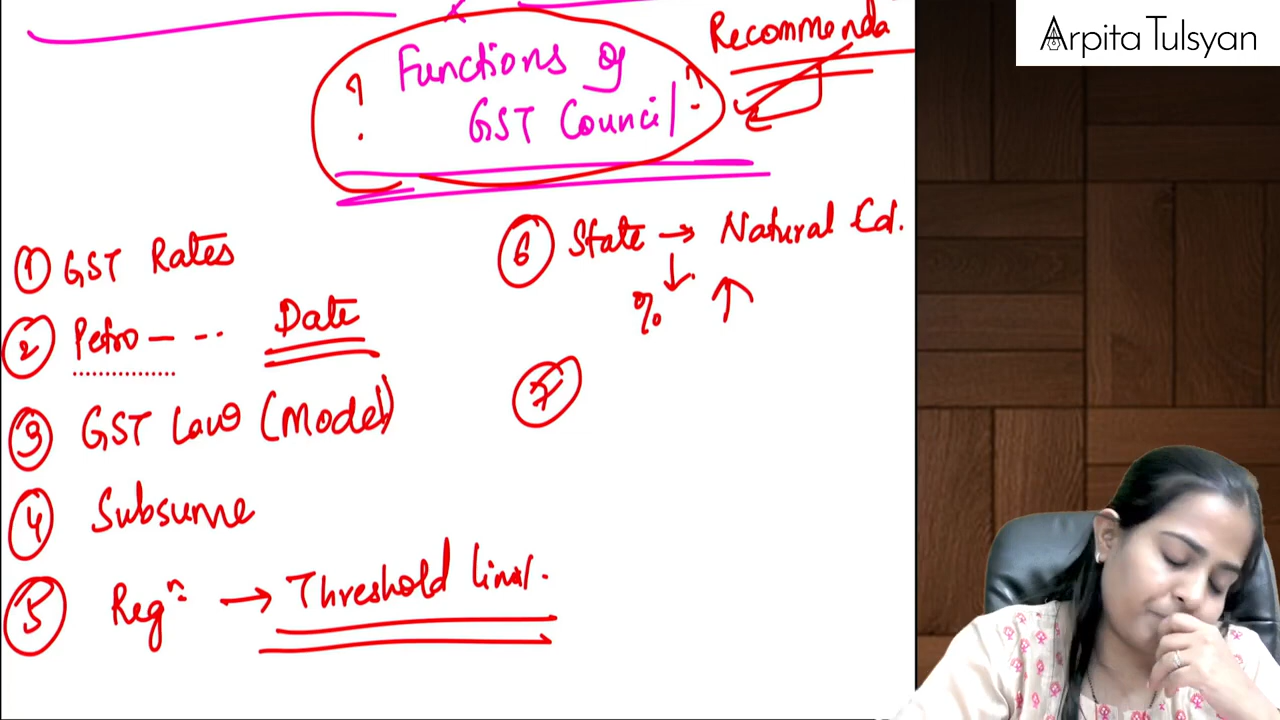 Arpita Tulsyan
Recommenda
? Functions of
GST Council ?
① GST Rates
② Petro — - - . Date
③ GST Law (Model)
④ Subsume
⑤ Regⁿ: → Threshold limit.
⑥ State → Natural Cal.
% ↑
⑦